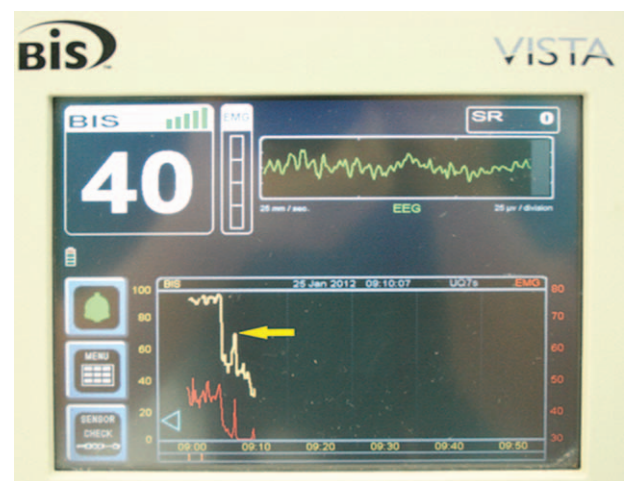 BIS™
VISTA
BIS
EMG
SR 0
40
25 mm / sec.
EEG
25 µv / division
100
BIS
25 Jan 2012
09:10:07
UQ7s
EMG
80
80
70
60
60
50
40
40
20
0
30
09:00
09:10
09:20
09:30
09:40
09:50
MENU
SENSOR
CHECK